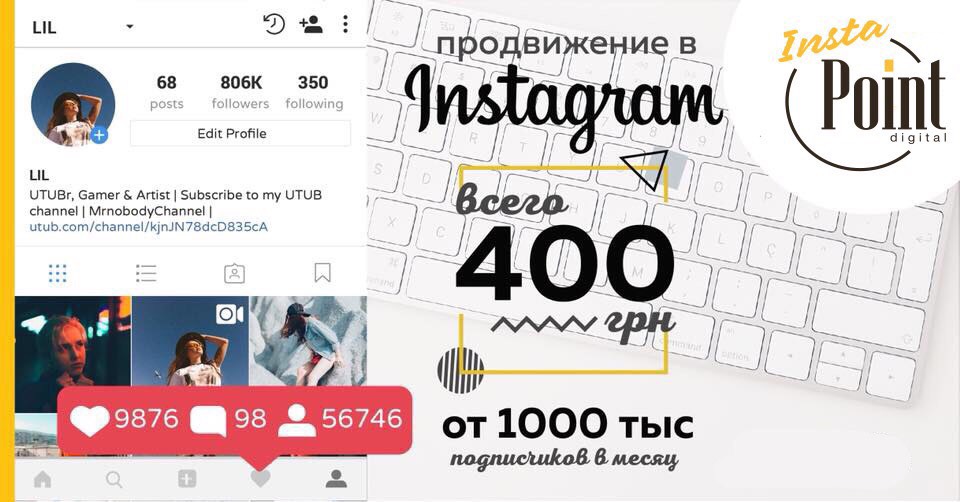 LIL
68
806K
350
posts
followers
following
Edit Profile
LIL
UTUBr, Gamer & Artist | Subscribe to my UTUB
channel | MrnobodyChannel |
utub.com/channel/kjnJN78dcD835cA
9876
98
56746
продвижение в
Instagram
всего
400
грн
от 1000 тыс
подписчиков в месяц
Insta
Point
digital
command
option